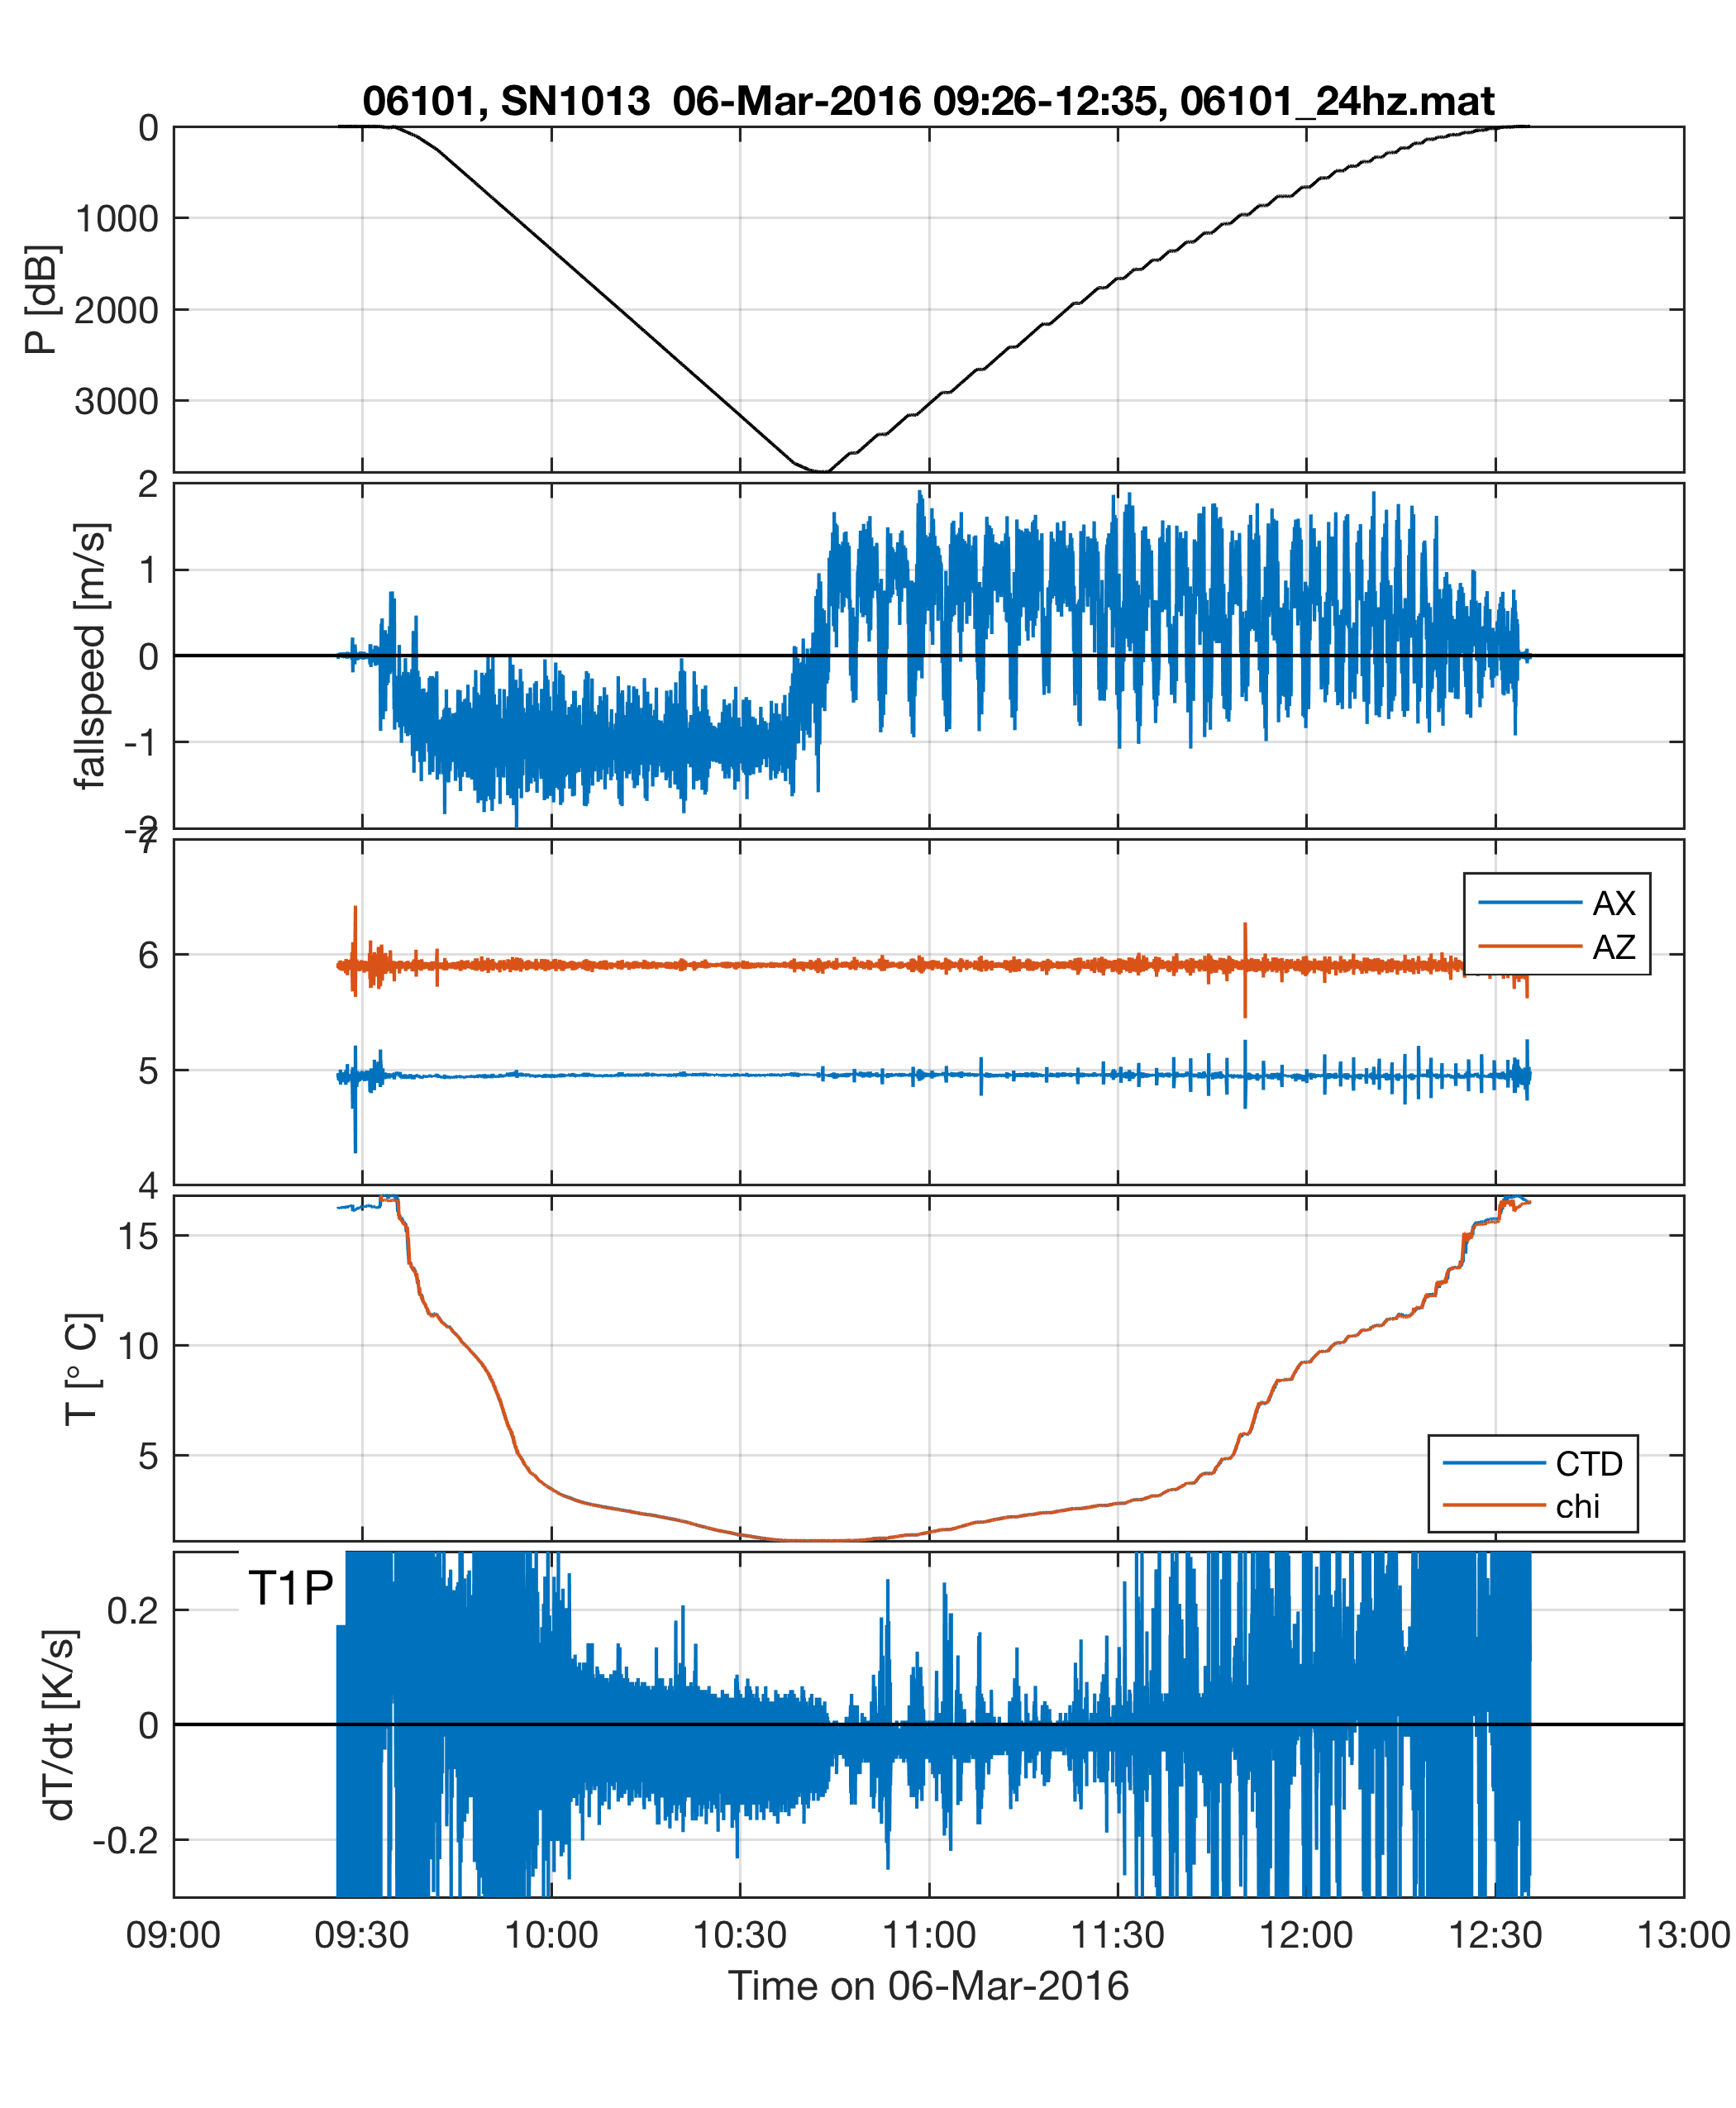 06101, SN1013  06-Mar-2016 09:26-12:35, 06101_24hz.mat
0
1000
2000
3000
P [dB]
2
1
0
-1
-2
fallspeed [m/s]
7
6
5
4
AX
AZ
15
10
5
T [° C]
CTD
chi
T1P
0.2
0
-0.2
dT/dt [K/s]
09:00 09:30 10:00 10:30 11:00 11:30 12:00 12:30 13:00
Time on 06-Mar-2016